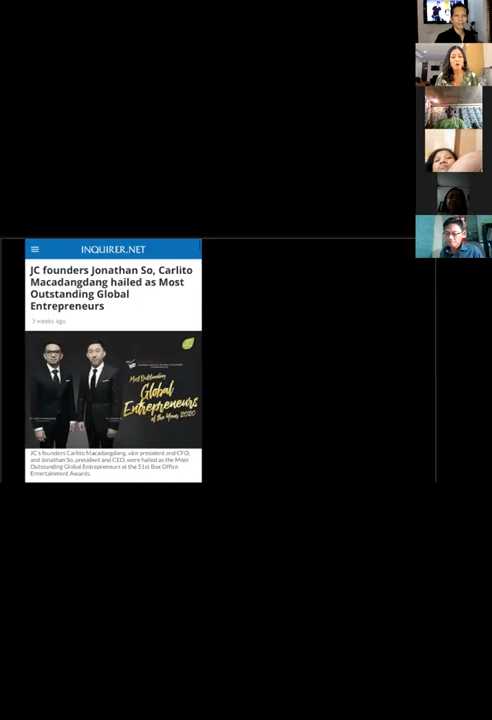 INQUIRER.NET
JC founders Jonathan So, Carlito
Macadangdang hailed as Most
Outstanding Global
Entrepreneurs
3 weeks ago
Most Outstanding
Global
Entrepreneurs
of the Year 2020
JC's founders Carlito Macadangdang, vice president and CFO,
and Jonathan So, president and CEO, were hailed as the Most
Outstanding Global Entrepreneurs at the 51st Box Office
Entertainment Awards.